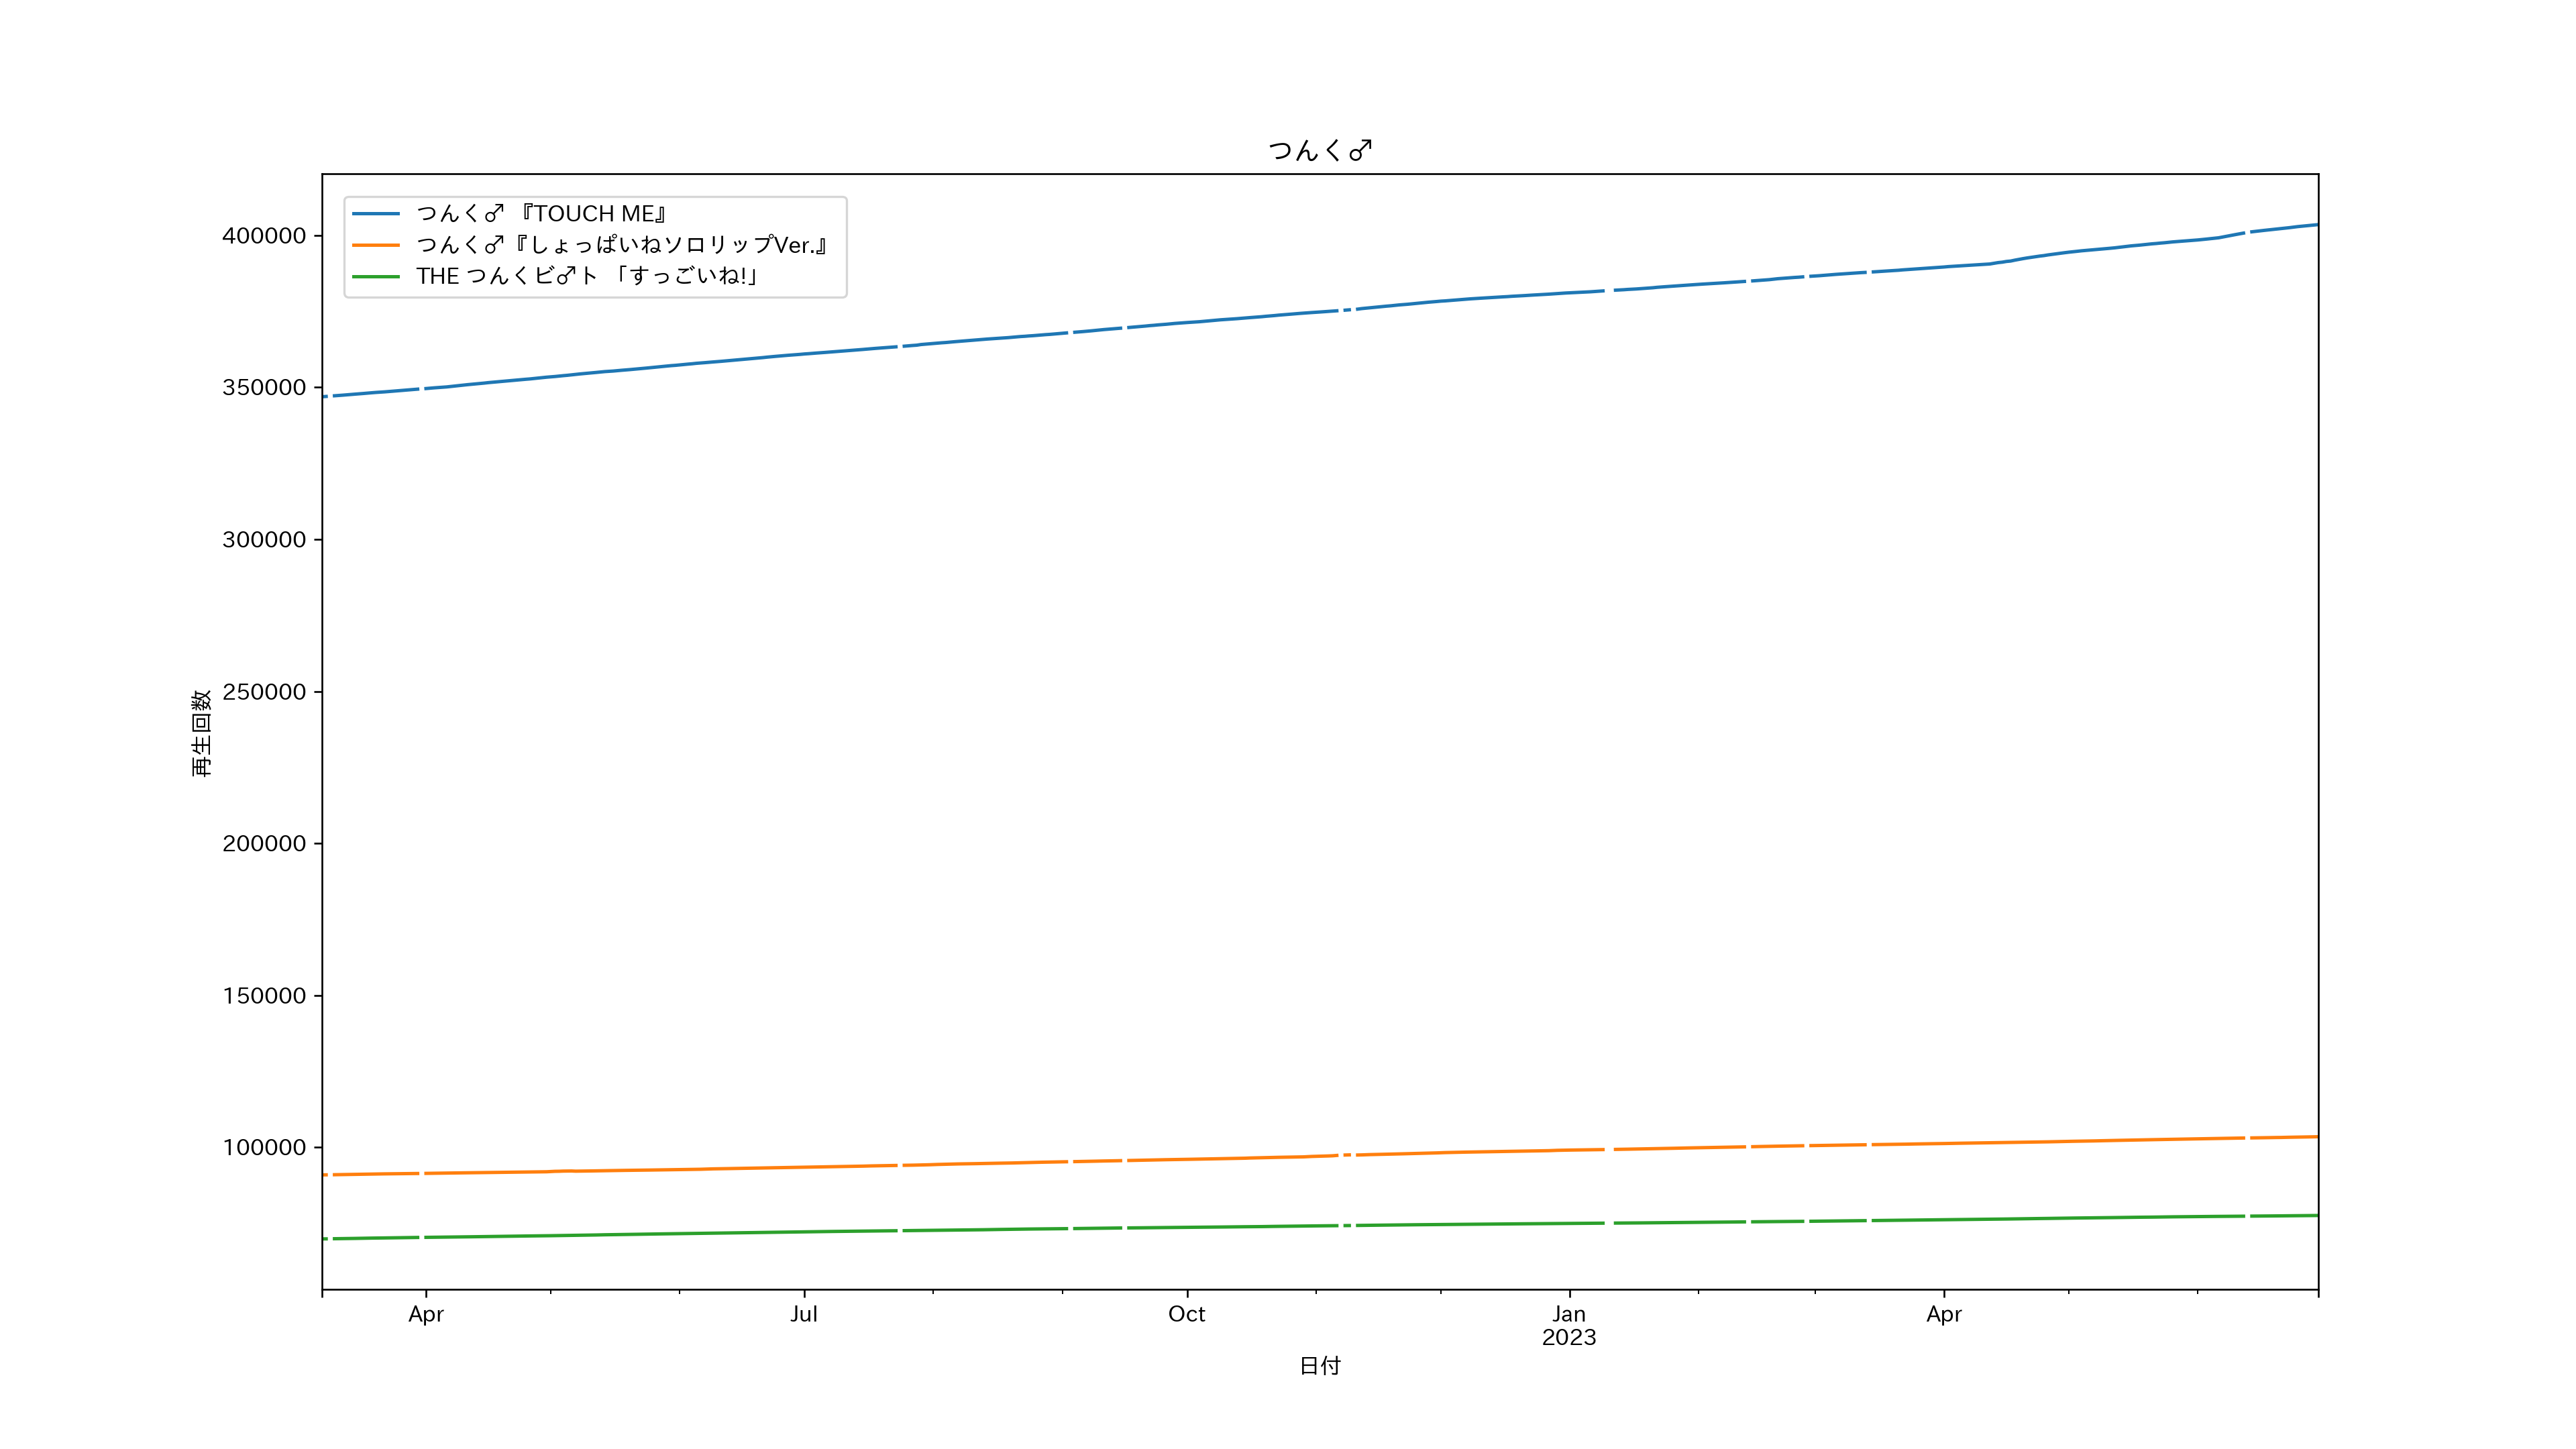 つんく♂
つんく♂ 『TOUCH ME』
つんく♂『しょっぱいねソロリップVer.』
THE つんくビ♂ト 「すっごいね!」
400000
350000
300000
250000
200000
150000
100000
再生回数
Apr
Jul
Oct
Jan
2023
Apr
日付